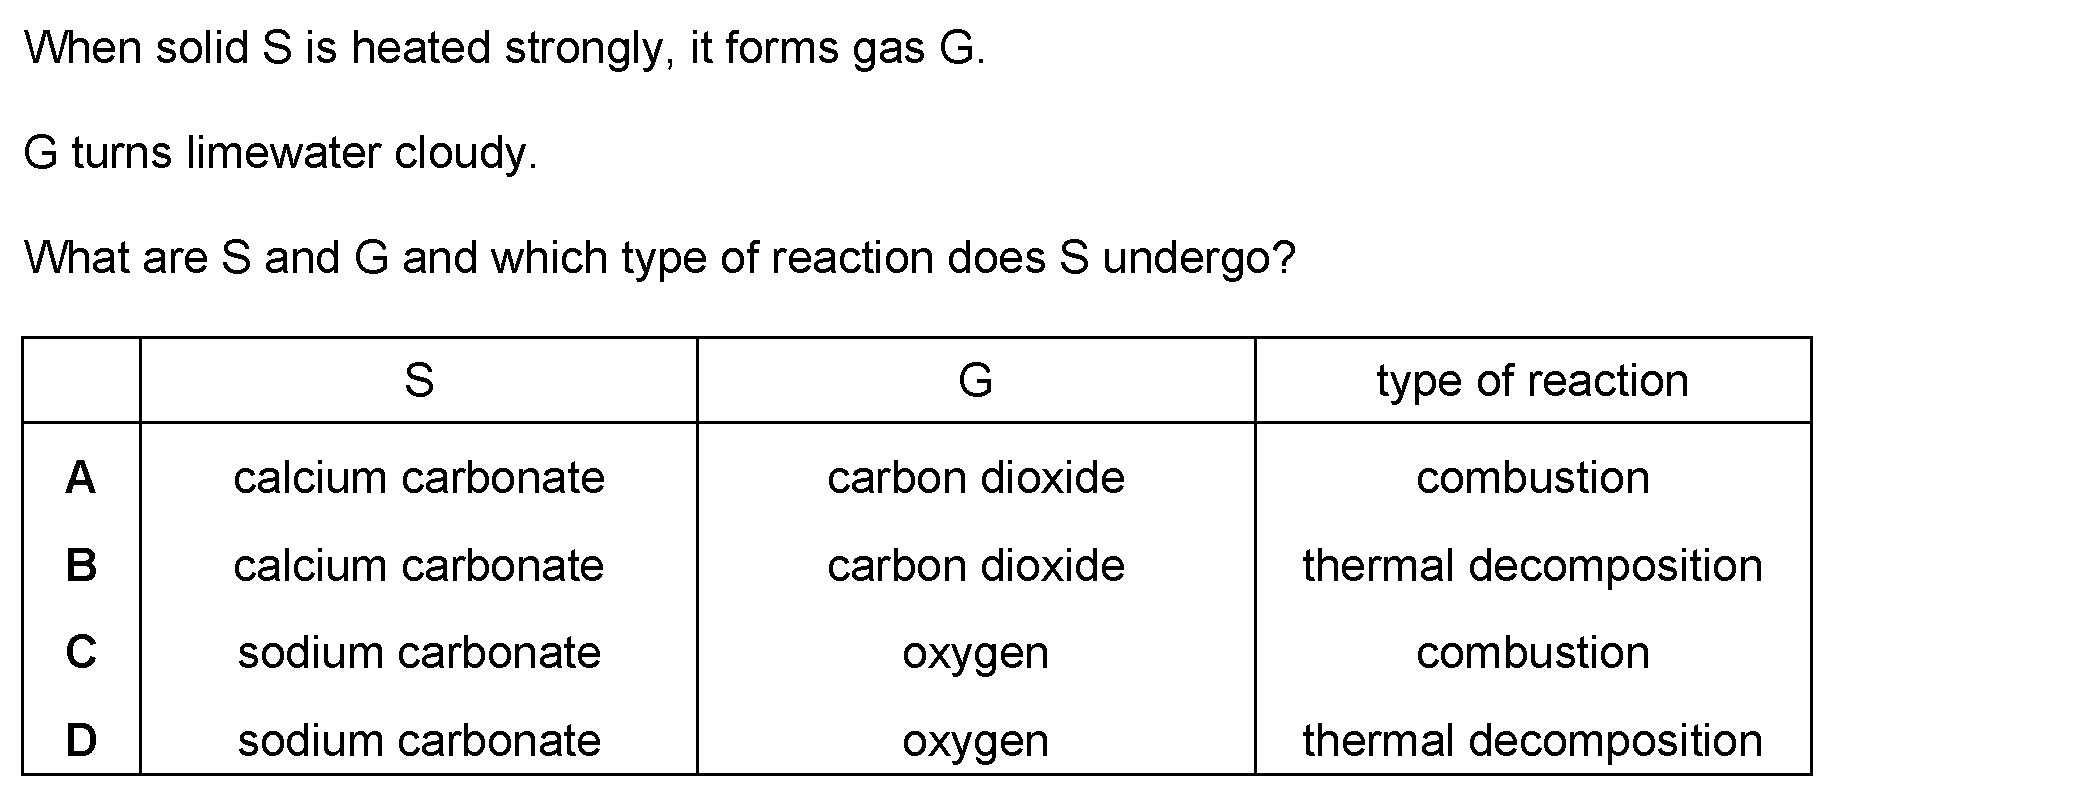 When solid S is heated strongly, it forms gas G.
G turns limewater cloudy.
What are S and G and which type of reaction does S undergo?
S G type of reaction
A calcium carbonate carbon dioxide combustion
B calcium carbonate carbon dioxide thermal decomposition
C sodium carbonate oxygen combustion
D sodium carbonate oxygen thermal decomposition